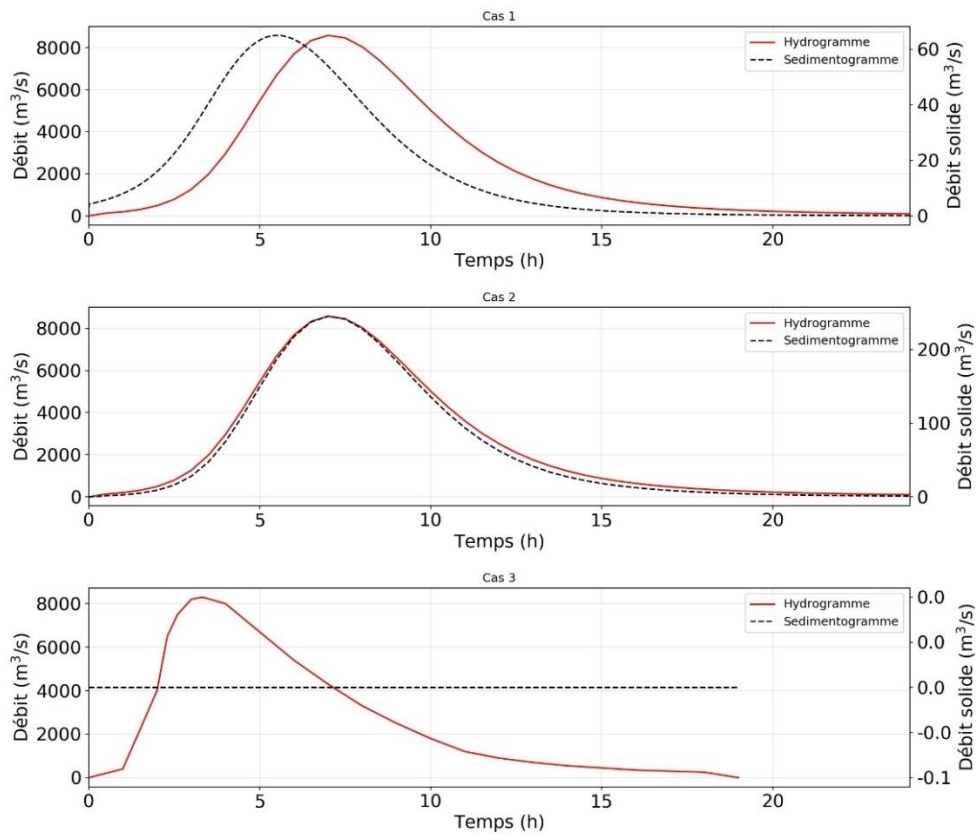 Cas 1
Débit (m³/s)
8000
6000
4000
2000
0
Hydrogramme
Sedimentogramme
60
40
20
0
Débit solide (m³/s)
0 5 10 15 20
Temps (h)
Cas 2
Débit (m³/s)
8000
6000
4000
2000
0
Hydrogramme
Sedimentogramme
200
100
0
Débit solide (m³/s)
0 5 10 15 20
Temps (h)
Cas 3
Débit (m³/s)
8000
6000
4000
2000
0
Hydrogramme
Sedimentogramme
0.0
0.0
0.0
-0.0
-0.1
Débit solide (m³/s)
0 5 10 15 20
Temps (h)